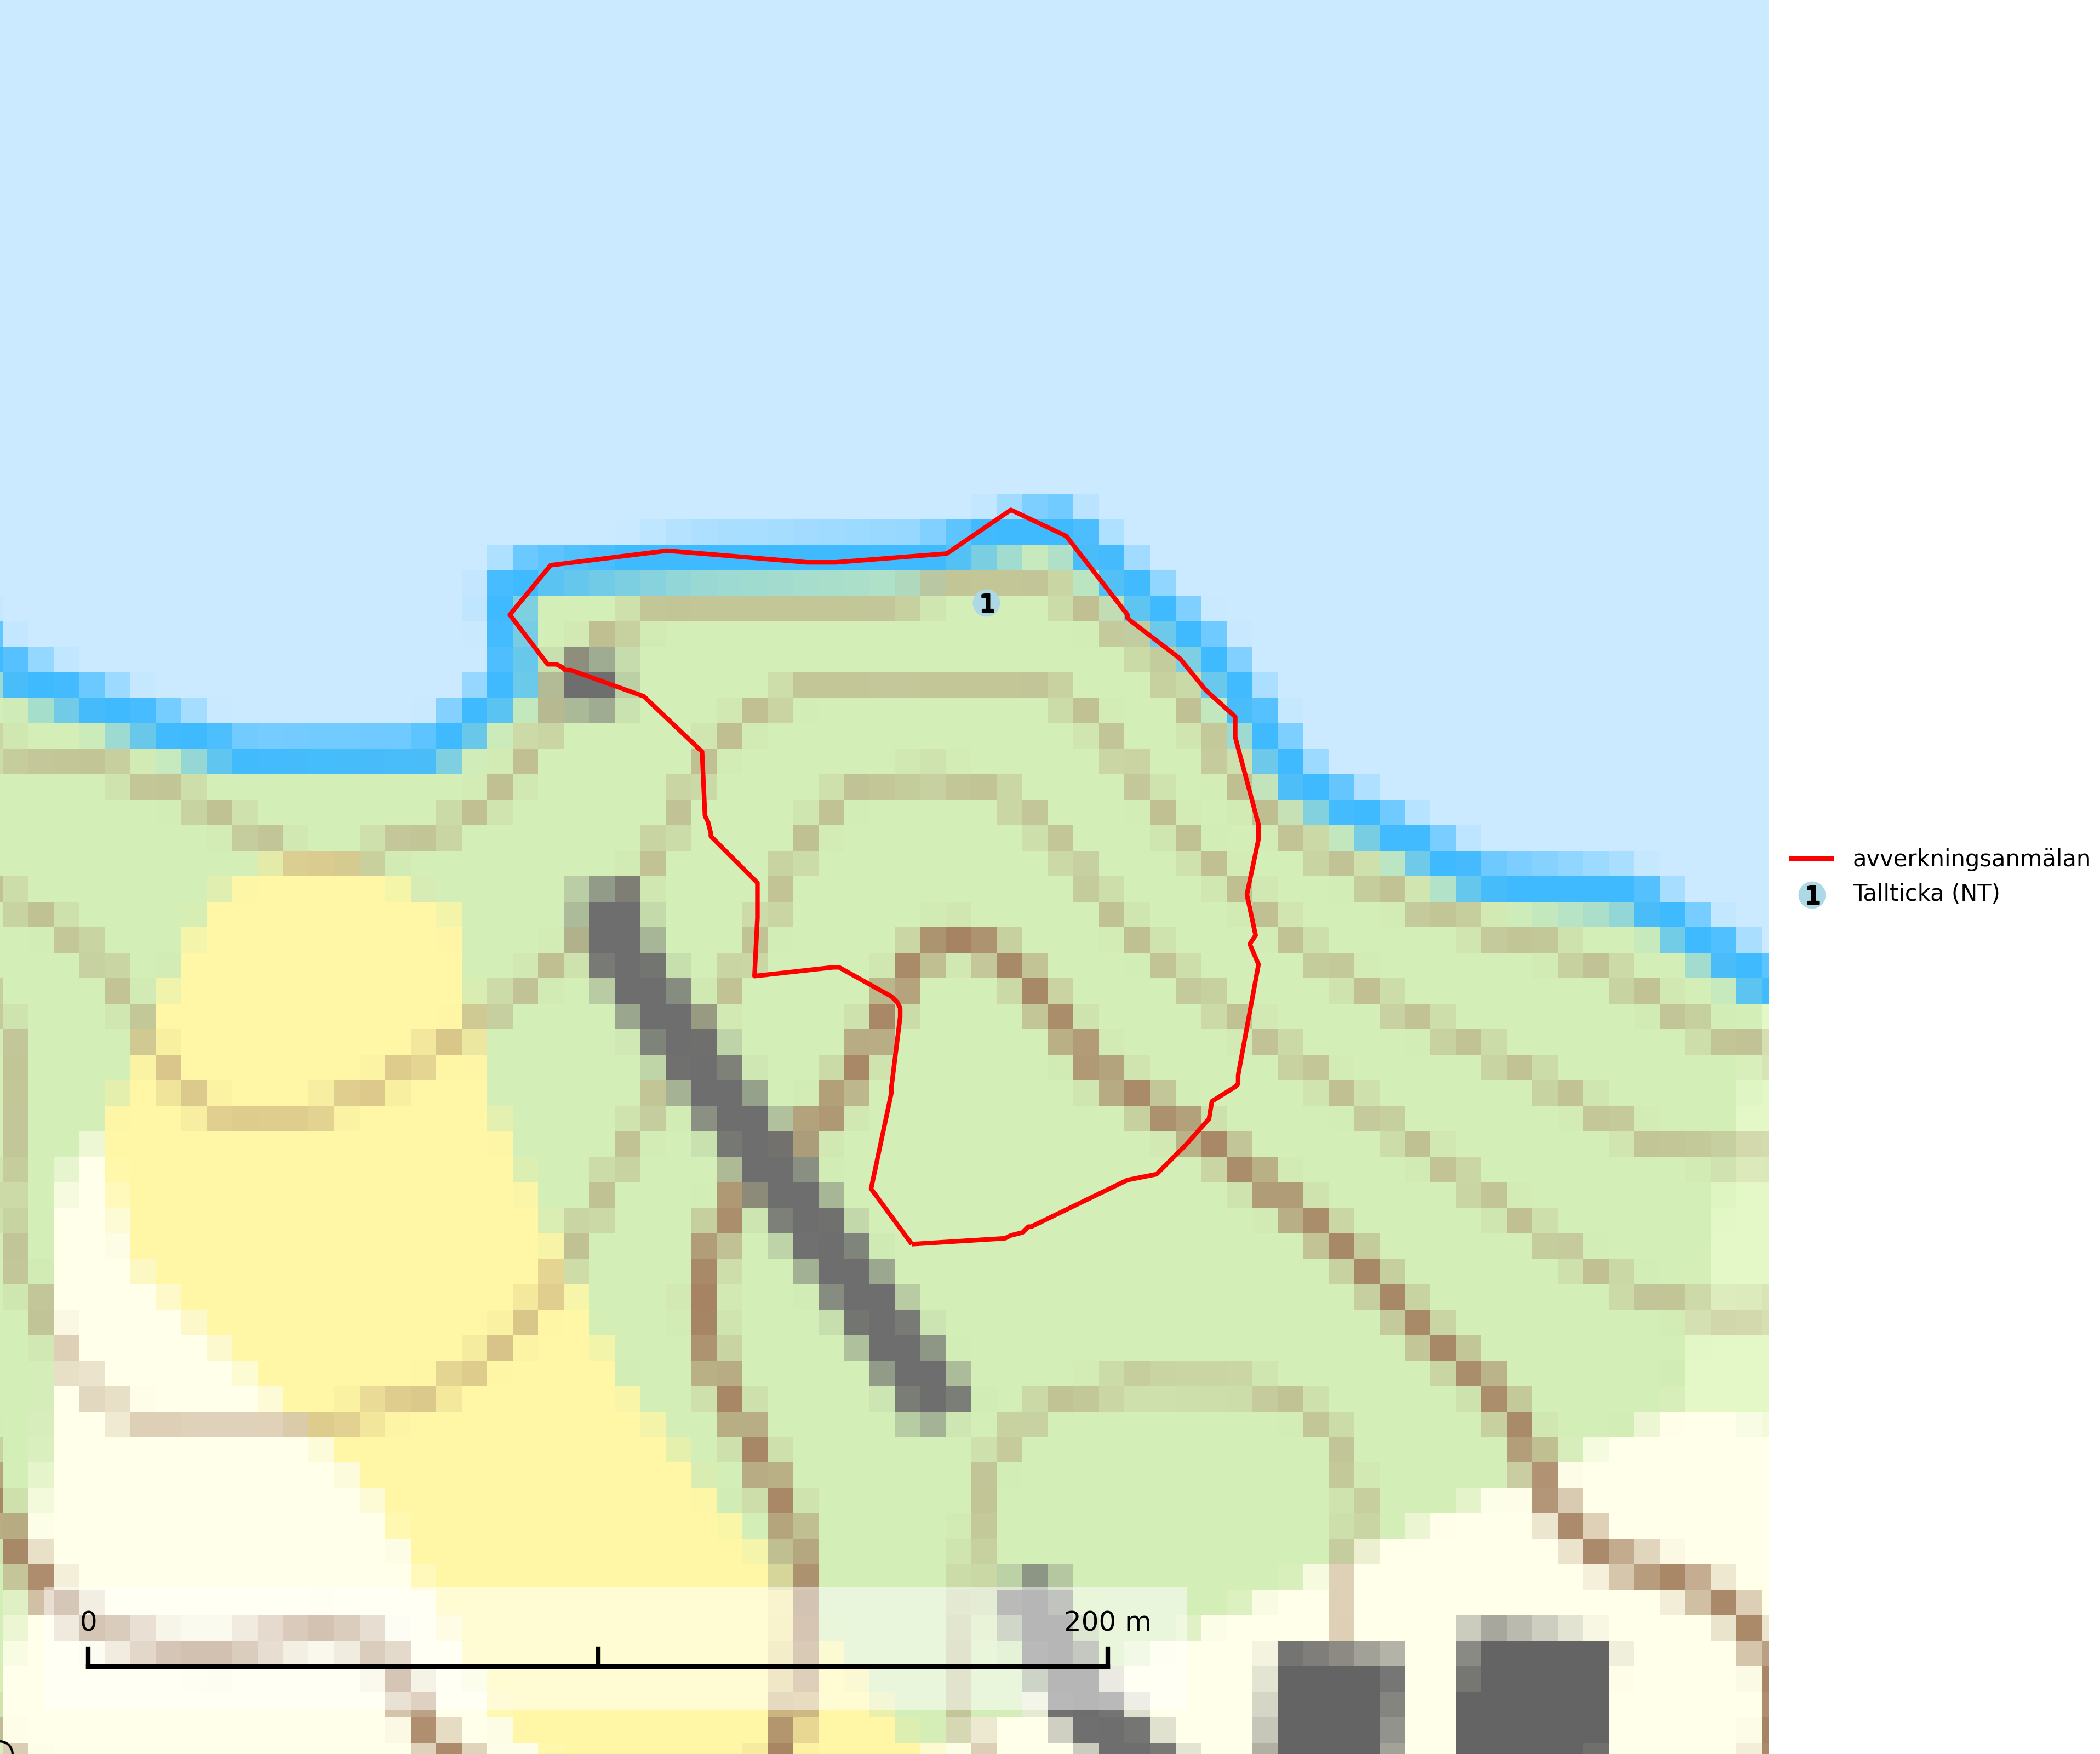 1
avverkningsanmälan
1 Tallticka (NT)
0 200 m